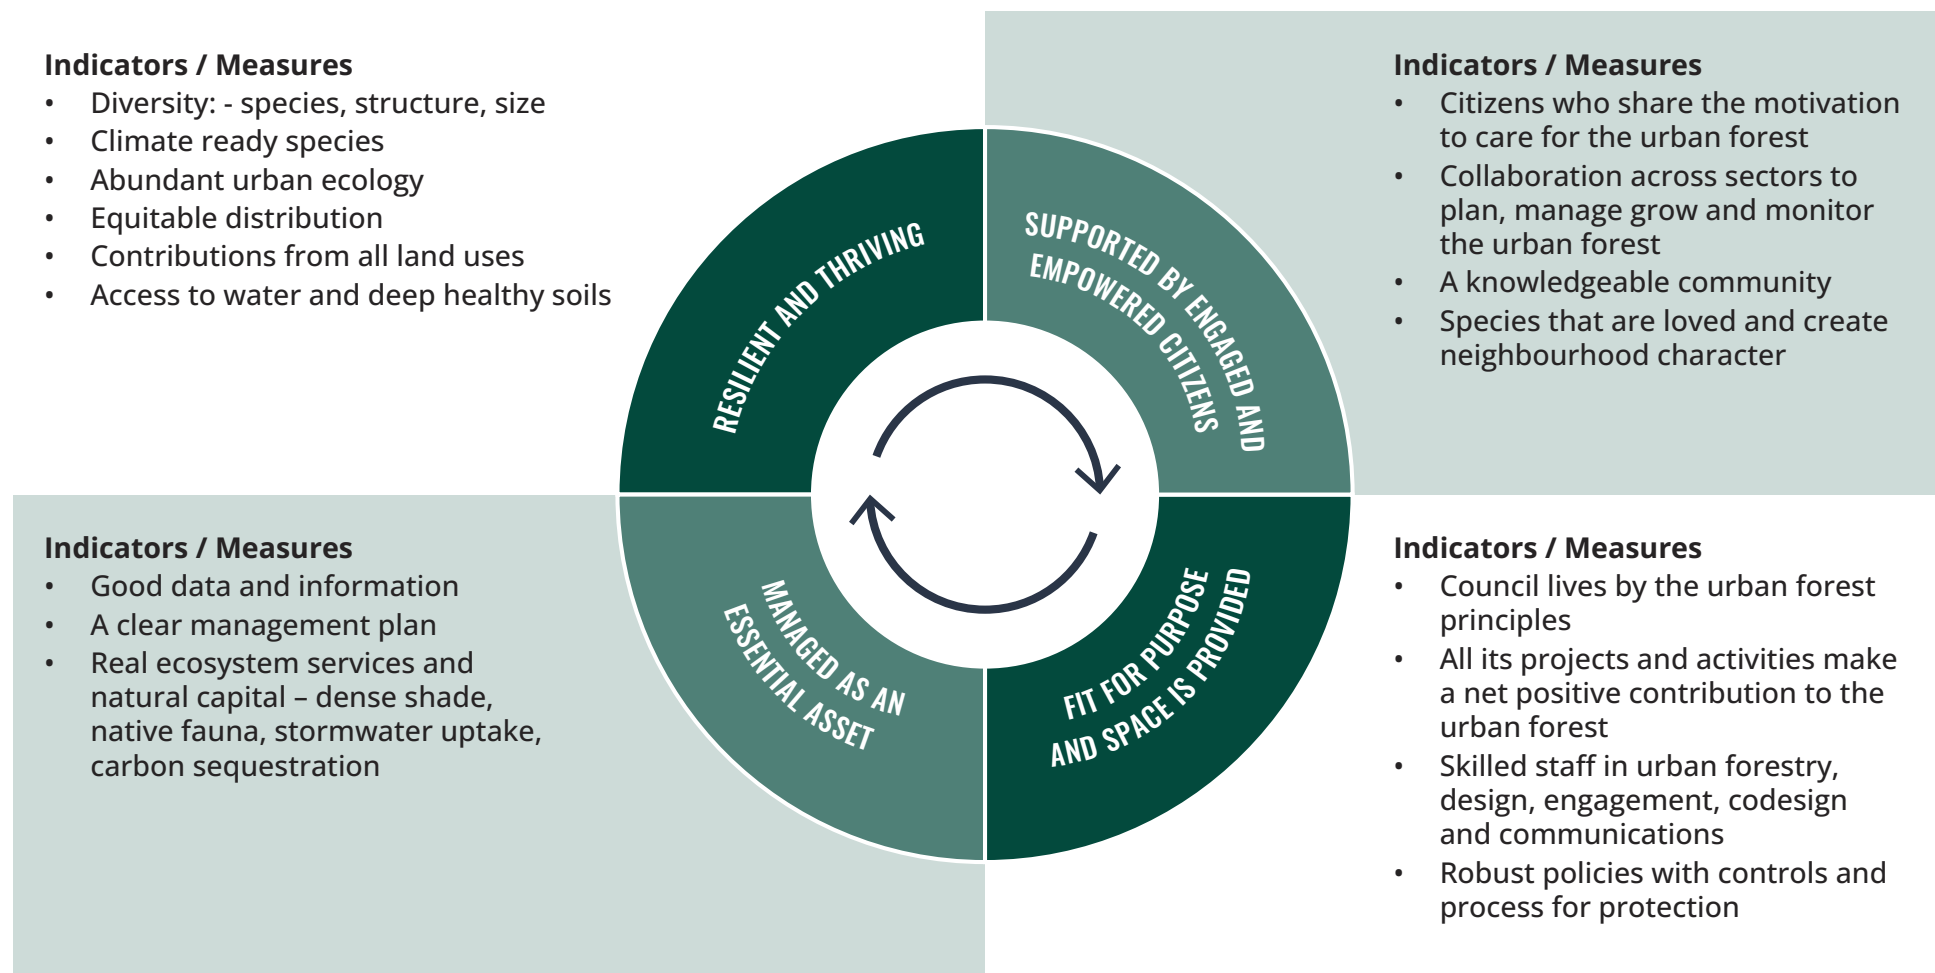 Indicators / Measures
• Diversity: - species, structure, size
• Climate ready species
• Abundant urban ecology
• Equitable distribution
• Contributions from all land uses
• Access to water and deep healthy soils
RESILIENT AND THRIVING
SUPPORTED BY ENGAGED AND
EMPOWERED CITIZENS
Indicators / Measures
• Citizens who share the motivation
to care for the urban forest
• Collaboration across sectors to
plan, manage grow and monitor
the urban forest
• A knowledgeable community
• Species that are loved and create
neighbourhood character
Indicators / Measures
• Good data and information
• A clear management plan
• Real ecosystem services and
natural capital – dense shade,
native fauna, stormwater uptake,
carbon sequestration
MANAGED AS AN
ESSENTIAL ASSET
FIT FOR PURPOSE
AND SPACE IS PROVIDED
Indicators / Measures
• Council lives by the urban forest
principles
• All its projects and activities make
a net positive contribution to the
urban forest
• Skilled staff in urban forestry,
design, engagement, codesign
and communications
• Robust policies with controls and
process for protection